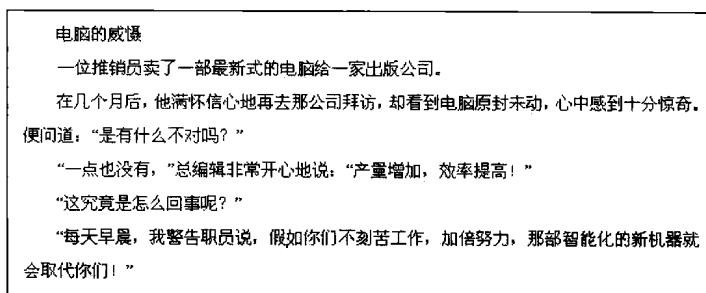 电脑的威慑
一位推销员卖了一部最新式的电脑给一家出版公司。
在几个月后，他满怀信心地再去那公司拜访，却看到电脑原封未动，心中感到十分惊奇。
便问道：“是有什么不对吗？”
“一点也没有，”总编辑非常开心地说：“产量增加，效率提高！”
“这究竟是怎么回事呢？”
“每天早晨，我警告职员说，假如你们不刻苦工作，加倍努力，那部智能化的新机器就
会取代你们！”